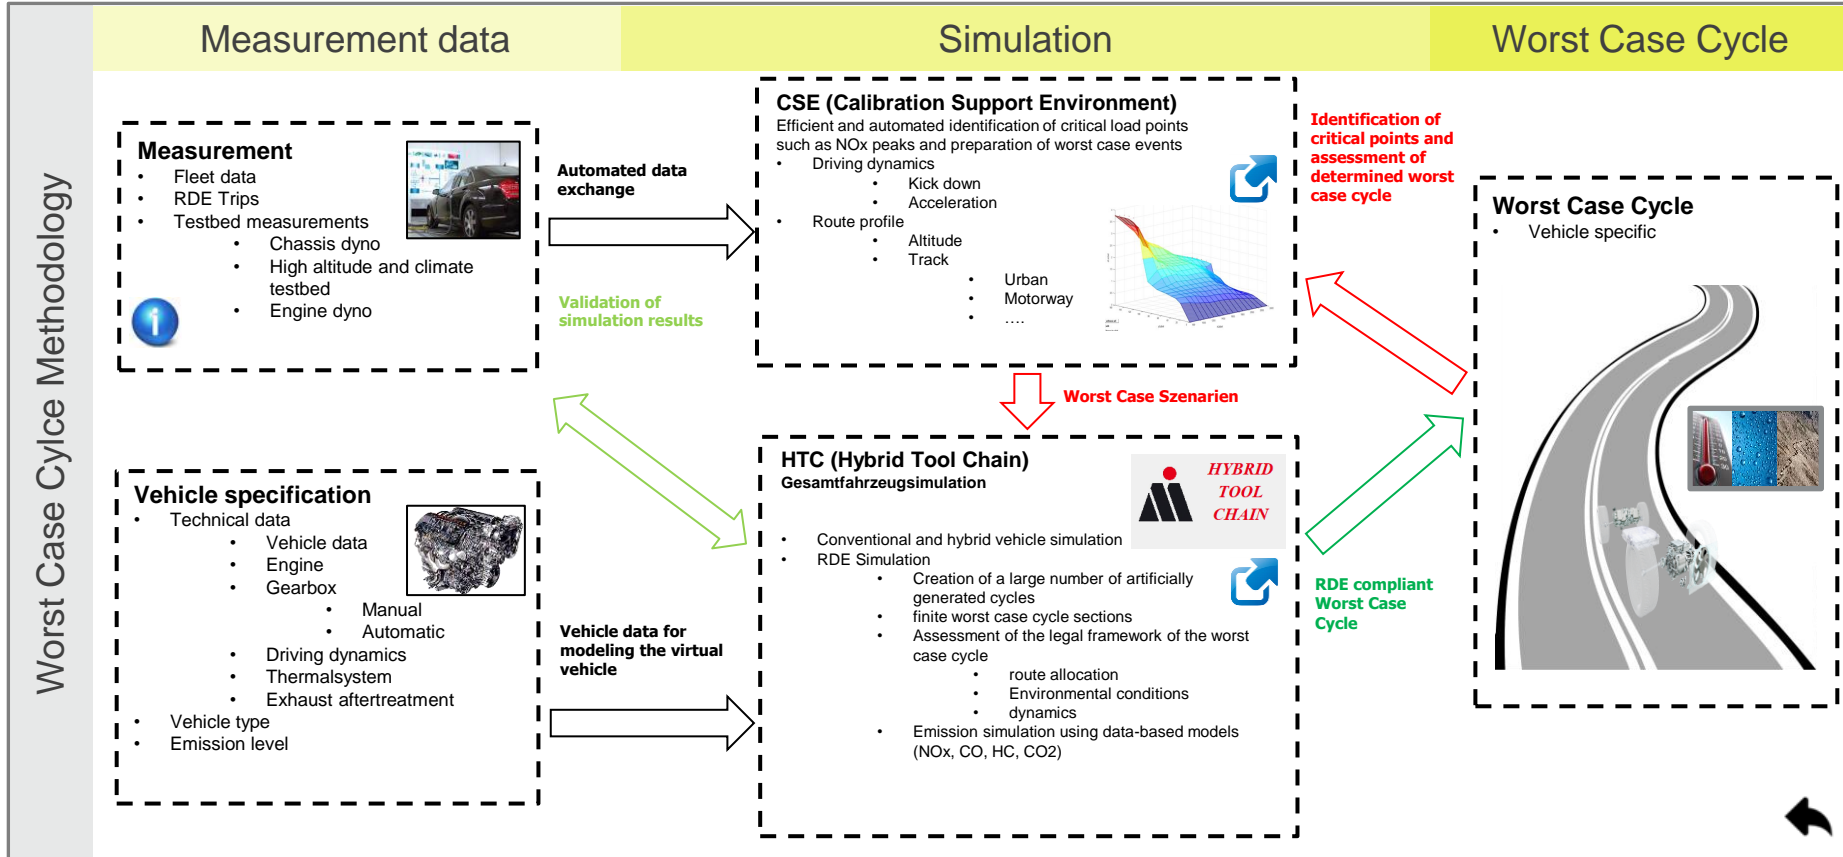 Worst Case Cylce Methodology
Measurement data
Simulation
Worst Case Cycle
Measurement
• Fleet data
• RDE Trips
• Testbed measurements
• Chassis dyno
• High altitude and climate
testbed
• Engine dyno
Automated data
exchange
Validation of
simulation results
CSE (Calibration Support Environment)
Efficient and automated identification of critical load points
such as NOx peaks and preparation of worst case events
• Driving dynamics
• Kick down
• Acceleration
• Route profile
• Altitude
• Track
• Urban
• Motorway
• ….
Identification of
critical points and
assessment of
determined worst
case cycle
Worst Case Cycle
• Vehicle specific
Worst Case Szenarien
Vehicle specification
• Technical data
• Vehicle data
• Engine
• Gearbox
• Manual
• Automatic
• Driving dynamics
• Thermalsystem
• Exhaust aftertreatment
• Vehicle type
• Emission level
Vehicle data for
modeling the virtual
vehicle
HTC (Hybrid Tool Chain)
Gesamtfahrzeugsimulation
HYBRID
TOOL
CHAIN
• Conventional and hybrid vehicle simulation
• RDE Simulation
• Creation of a large number of artificially
generated cycles
• finite worst case cycle sections
• Assessment of the legal framework of the worst
case cycle
• route allocation
• Environmental conditions
• dynamics
• Emission simulation using data-based models
(NOx, CO, HC, CO2)
RDE compliant
Worst Case
Cycle